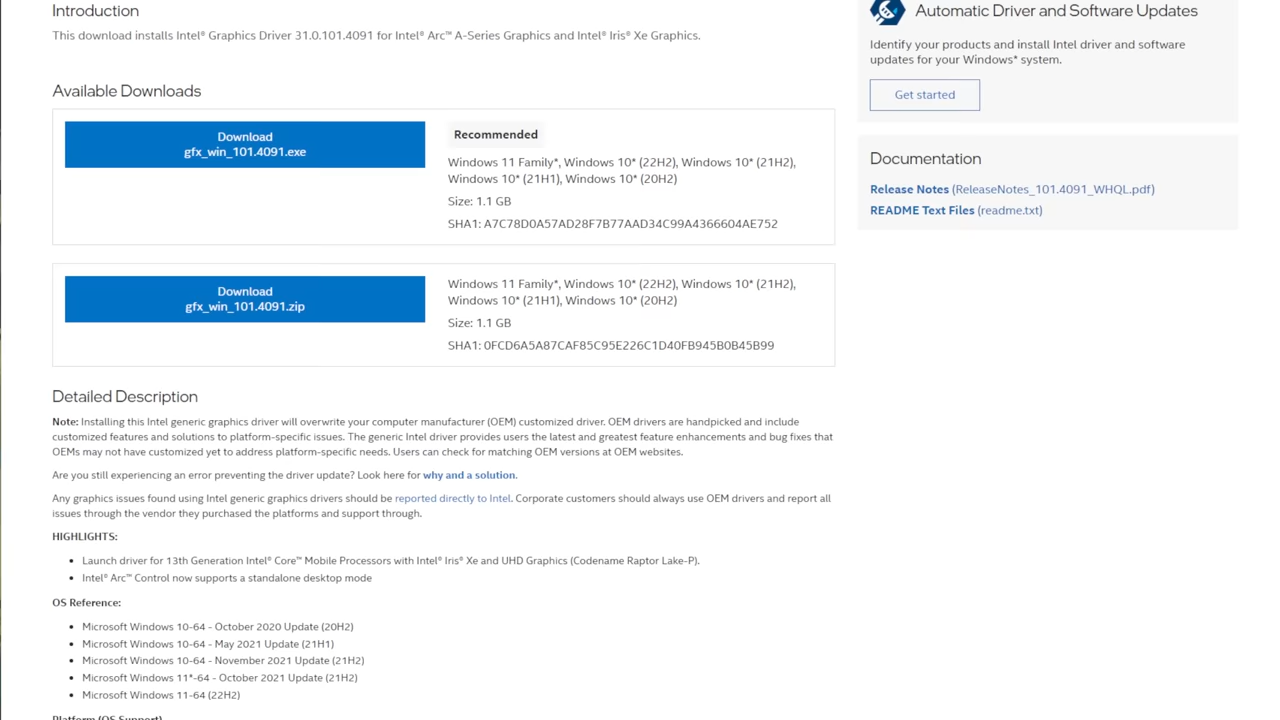 Introduction
This download installs Intel® Graphics Driver 31.0.101.4091 for Intel® Arc™ A-Series Graphics and Intel® Iris® Xe Graphics.
Available Downloads
Download
gfx_win_101.4091.exe
Recommended
Windows 11 Family*, Windows 10* (22H2), Windows 10* (21H2),
Windows 10* (21H1), Windows 10* (20H2)
Size: 1.1 GB
SHA1: A7C78D0A57AD28F7B77AAD34C99A4366604AE752
Download
gfx_win_101.4091.zip
Windows 11 Family*, Windows 10* (22H2), Windows 10* (21H2),
Windows 10* (21H1), Windows 10* (20H2)
Size: 1.1 GB
SHA1: 0FCD6A5A87CAF85C95E226C1D40FB945B0B45B99
Detailed Description
Note: Installing this Intel generic graphics driver will overwrite your computer manufacturer (OEM) customized driver. OEM drivers are handpicked and include
customized features and solutions to platform-specific issues. The generic Intel driver provides users the latest and greatest feature enhancements and bug fixes that
OEMs may not have customized yet to address platform-specific needs. Users can check for matching OEM versions at OEM websites.
Are you still experiencing an error preventing the driver update? Look here for why and a solution.
Any graphics issues found using Intel generic graphics drivers should be reported directly to Intel. Corporate customers should always use OEM drivers and report all
issues through the vendor they purchased the platforms and support through.
HIGHLIGHTS:
• Launch driver for 13th Generation Intel® Core™ Mobile Processors with Intel® Iris® Xe and UHD Graphics (Codename Raptor Lake-P).
• Intel® Arc™ Control now supports a standalone desktop mode
OS Reference:
• Microsoft Windows 10-64 - October 2020 Update (20H2)
• Microsoft Windows 10-64 - May 2021 Update (21H1)
• Microsoft Windows 10-64 - November 2021 Update (21H2)
• Microsoft Windows 11*-64 - October 2021 Update (21H2)
• Microsoft Windows 11-64 (22H2)
Platform (OS Support)
Automatic Driver and Software Updates
Identify your products and install Intel driver and software
updates for your Windows* system.
Get started
Documentation
Release Notes (ReleaseNotes_101.4091_WHQL.pdf)
README Text Files (readme.txt)